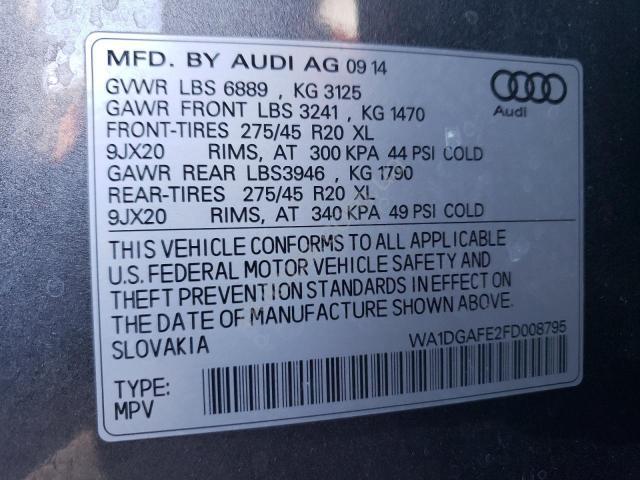 MFD. BY AUDI AG 09 14
GVWR LBS 6889 , KG 3125
GAWR FRONT LBS 3241 , KG 1470
FRONT-TIRES 275/45 R20 XL
9JX20 RIMS, AT 300 KPA 44 PSI COLD
GAWR REAR LBS3946 , KG 1790
REAR-TIRES 275/45 R20 XL
9JX20 RIMS, AT 340 KPA 49 PSI COLD
Audi
THIS VEHICLE CONFORMS TO ALL APPLICABLE
U.S. FEDERAL MOTOR VEHICLE SAFETY AND
THEFT PREVENTION STANDARDS IN EFFECT ON
THE DATE OF MANUFACTURE SHOWN ABOVE.
SLOVAKIA
WA1DGAFE2FD008795
TYPE:
MPV